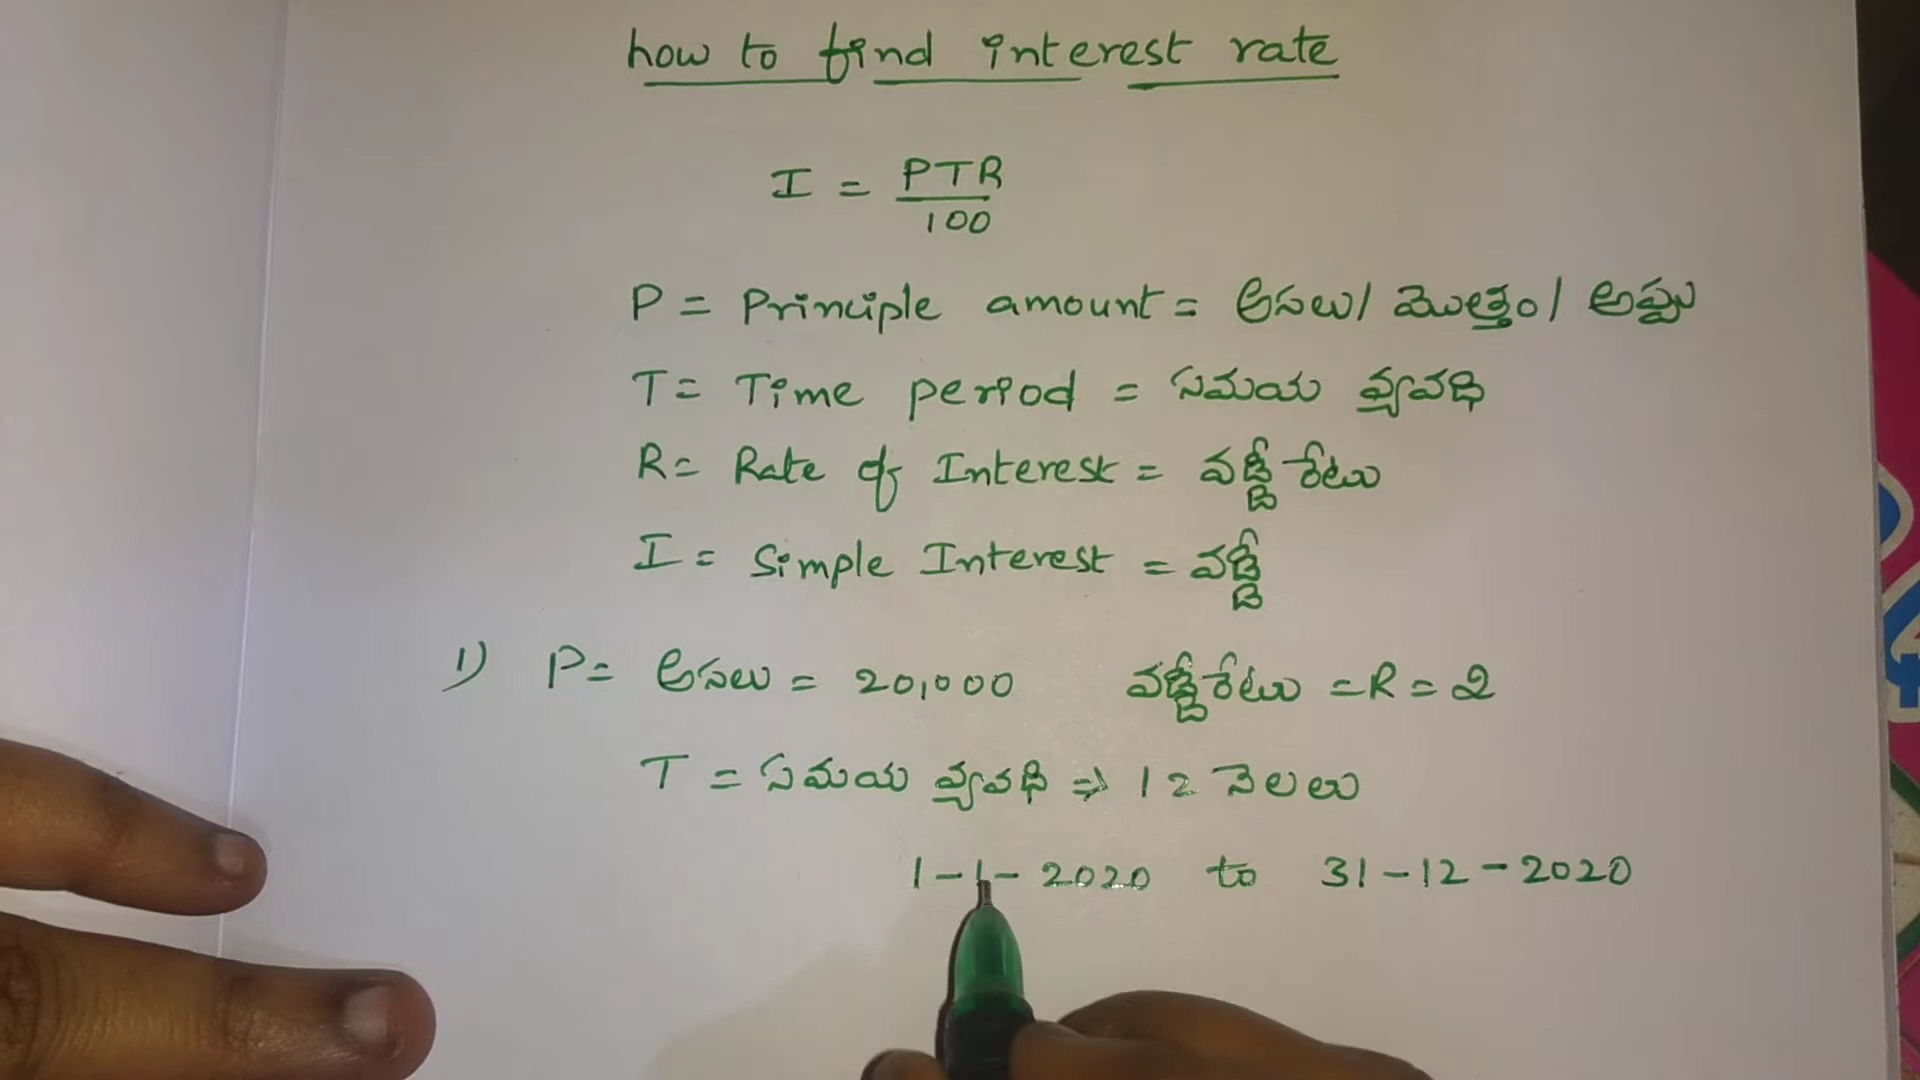 how to find interest rate
I = PTR
100
P = Principle amount = అసలు / మొత్తం / అప్పు
T = Time period = సమయ వ్యవధి
R = Rate of Interest = వడ్డీ రేటు
I = Simple Interest = వడ్డీ
1) P = అసలు = 20,000 వడ్డీరేటు = R = 2
T = సమయ వ్యవధి ⇒ 12 నెలలు
1-1-2020 to 31-12-2020
4